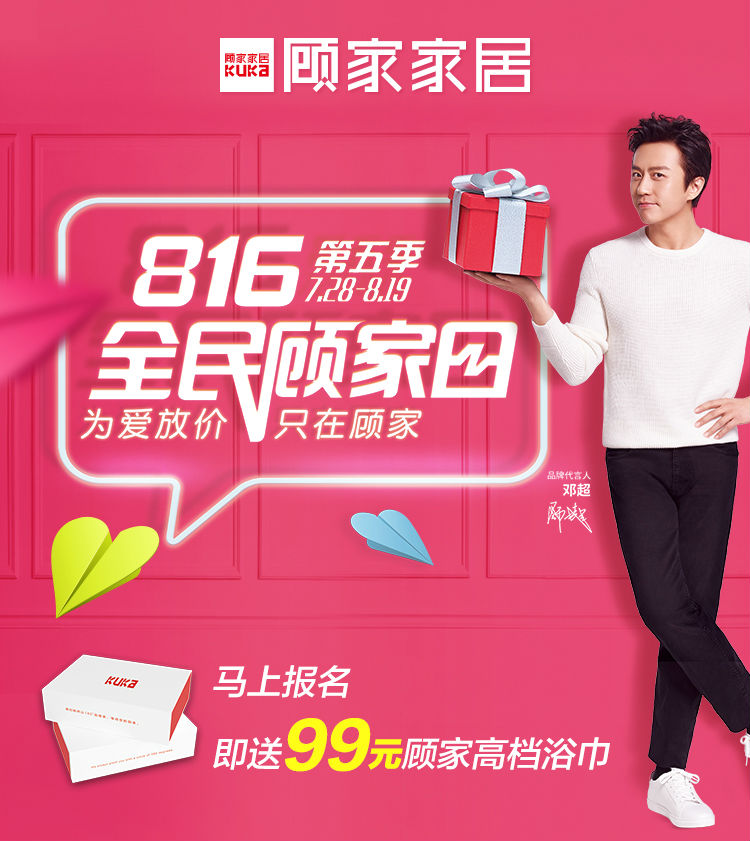 顾家家居
KUKa
顾家家居
816 第五季
7.28-8.19
全民顾家日
为爱放价 只在顾家
品牌代言人
邓超
KUKa
马上报名
即送99元顾家高档浴巾